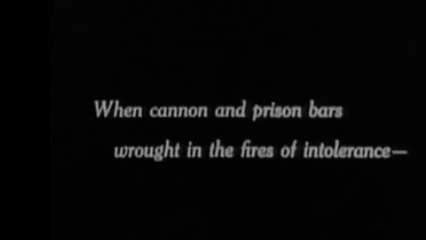 When cannon and prison bars
wrought in the fires of intolerance—